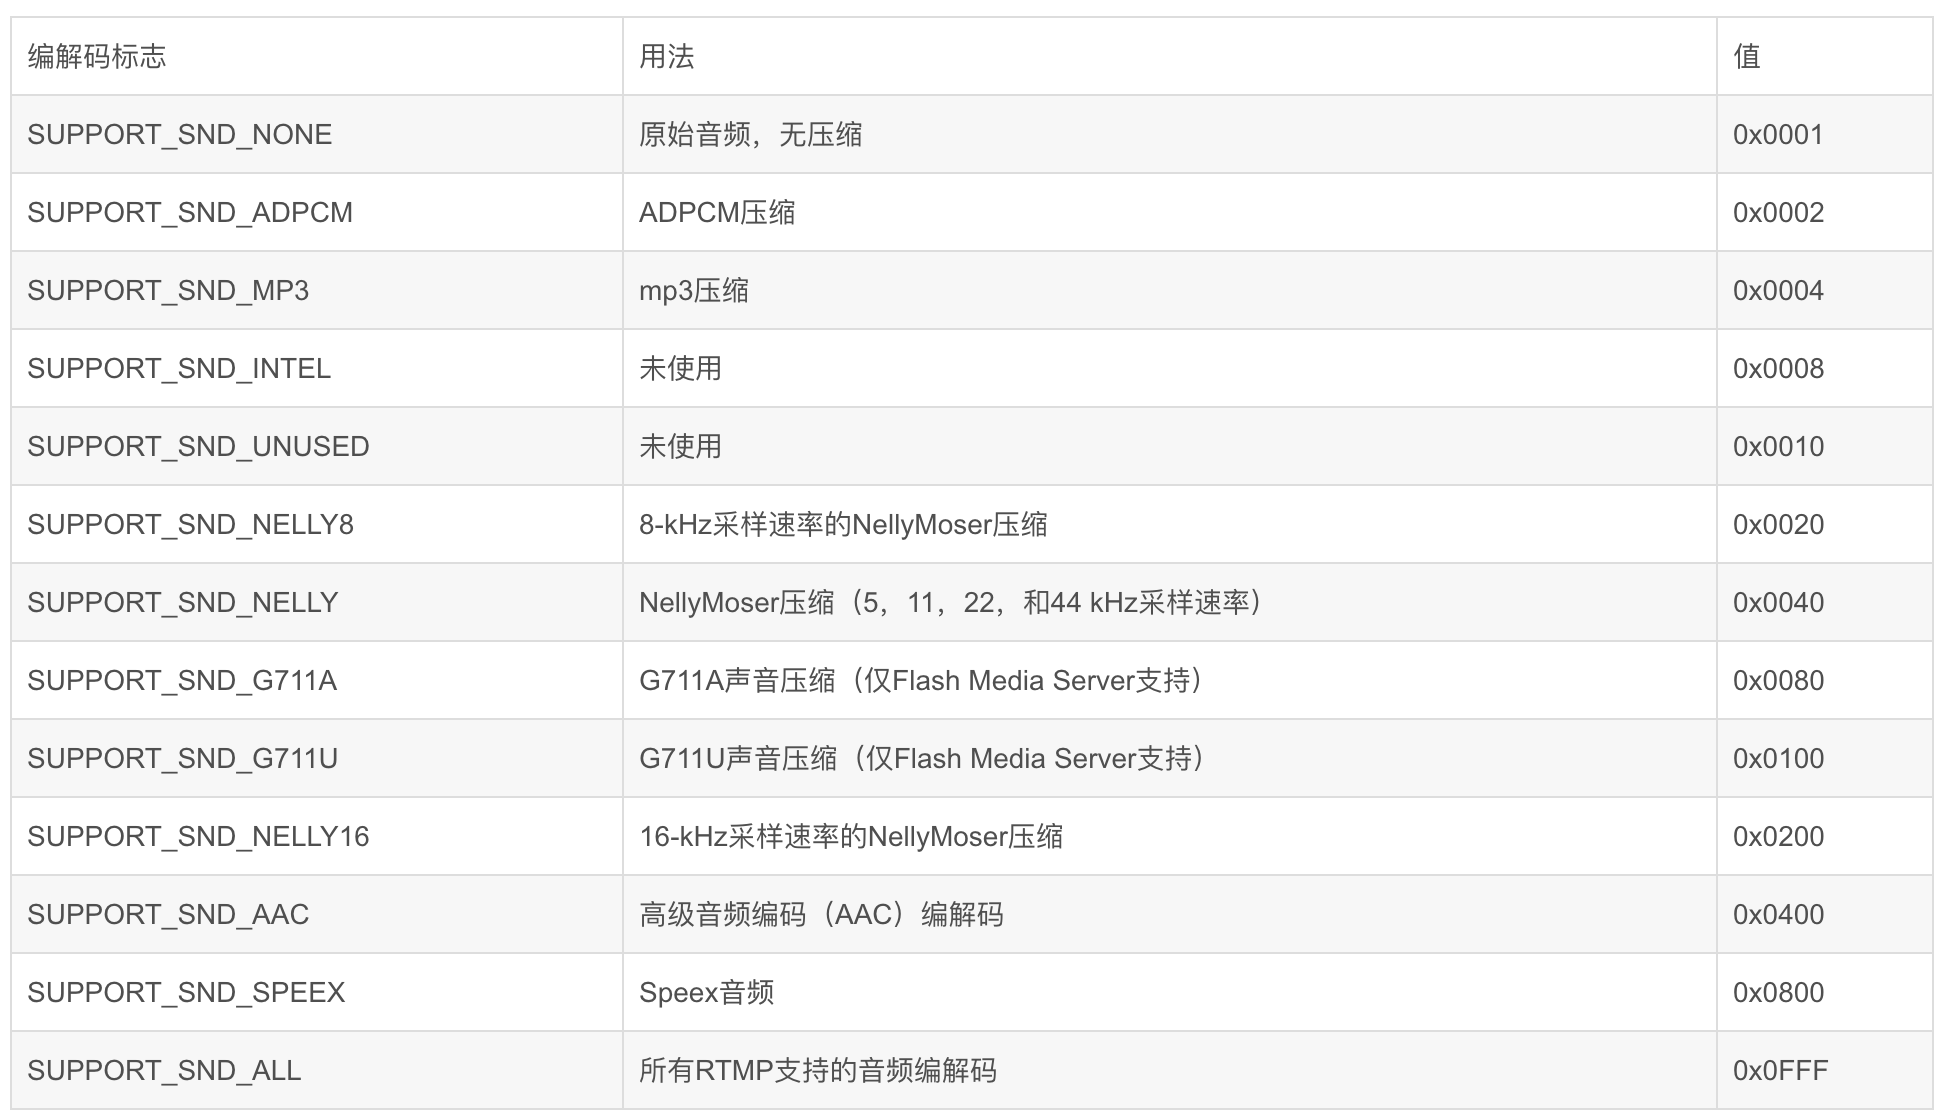 编解码标志 用法 值
SUPPORT_SND_NONE 原始音频，无压缩 0x0001
SUPPORT_SND_ADPCM ADPCM压缩 0x0002
SUPPORT_SND_MP3 mp3压缩 0x0004
SUPPORT_SND_INTEL 未使用 0x0008
SUPPORT_SND_UNUSED 未使用 0x0010
SUPPORT_SND_NELLY8 8-kHz采样速率的NellyMoser压缩 0x0020
SUPPORT_SND_NELLY NellyMoser压缩（5，11，22，和44 kHz采样速率） 0x0040
SUPPORT_SND_G711A G711A声音压缩（仅Flash Media Server支持） 0x0080
SUPPORT_SND_G711U G711U声音压缩（仅Flash Media Server支持） 0x0100
SUPPORT_SND_NELLY16 16-kHz采样速率的NellyMoser压缩 0x0200
SUPPORT_SND_AAC 高级音频编码（AAC）编解码 0x0400
SUPPORT_SND_SPEEX Speex音频 0x0800
SUPPORT_SND_ALL 所有RTMP支持的音频编解码 0x0FFF